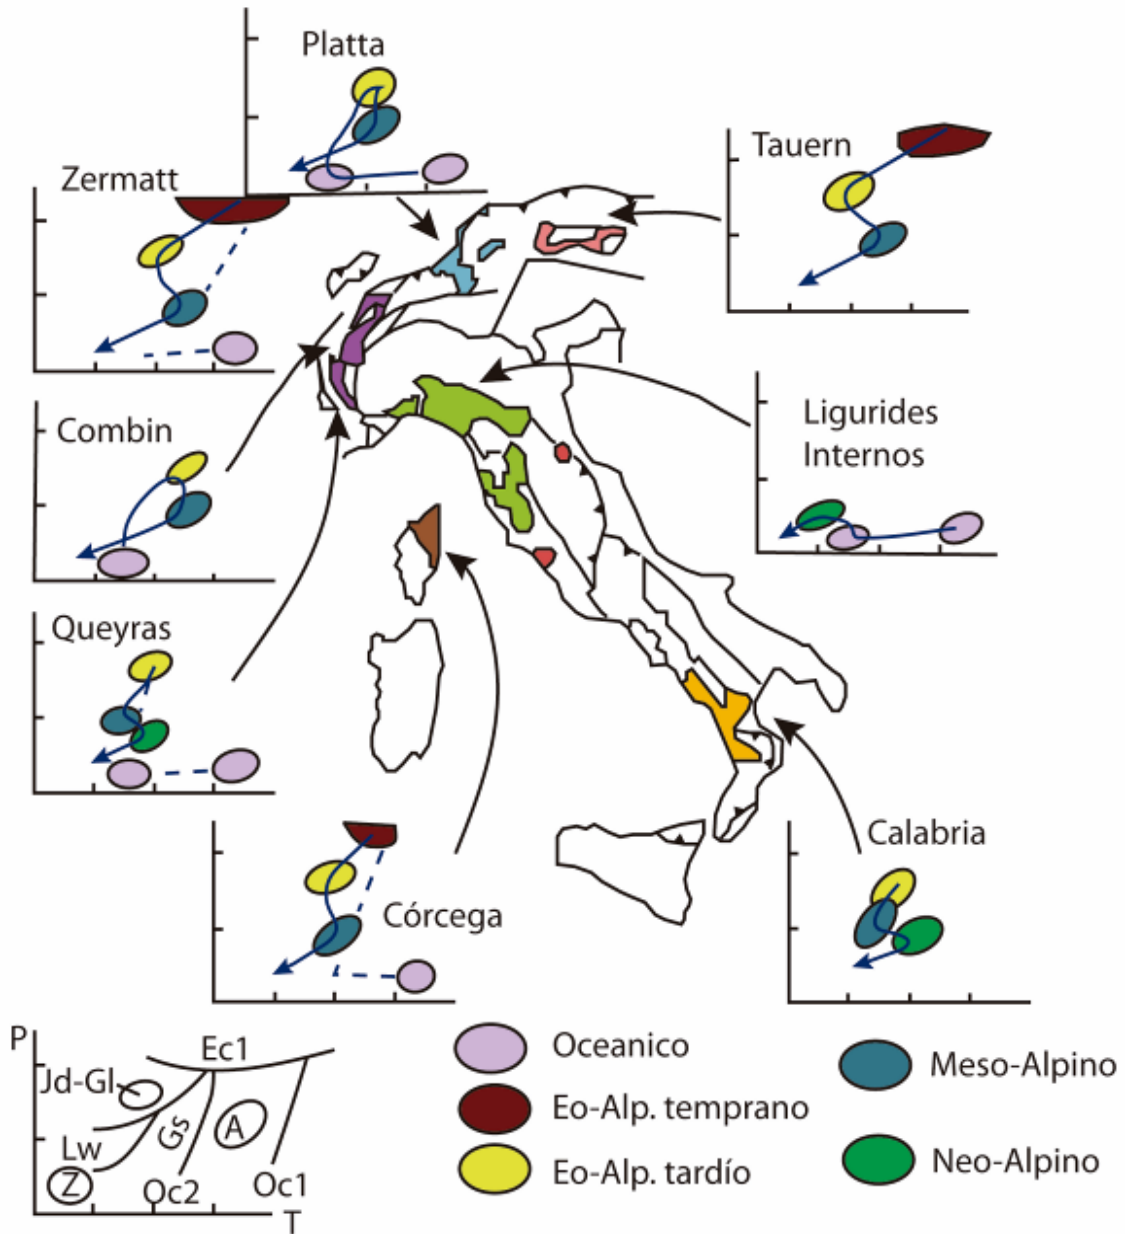 Platta
Zermatt
Tauern
Combin
Ligurides
Internos
Queyras
Córcega
Calabria
P
Ec1
Jd-Gl
Lw
Gs
A
Z
Oc2
Oc1
T
Oceanico
Eo-Alp. temprano
Eo-Alp. tardío
Meso-Alpino
Neo-Alpino